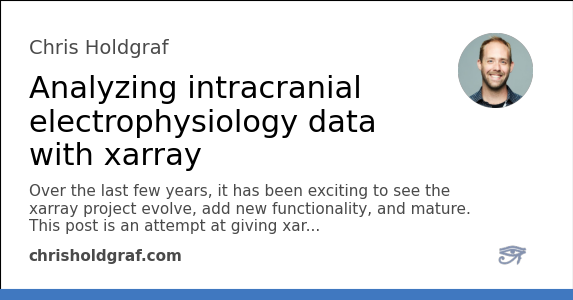 Chris Holdgraf
Analyzing intracranial
electrophysiology data
with xarray
Over the last few years, it has been exciting to see the
xarray project evolve, add new functionality, and mature.
This post is an attempt at giving xar...
chrisholdgraf.com